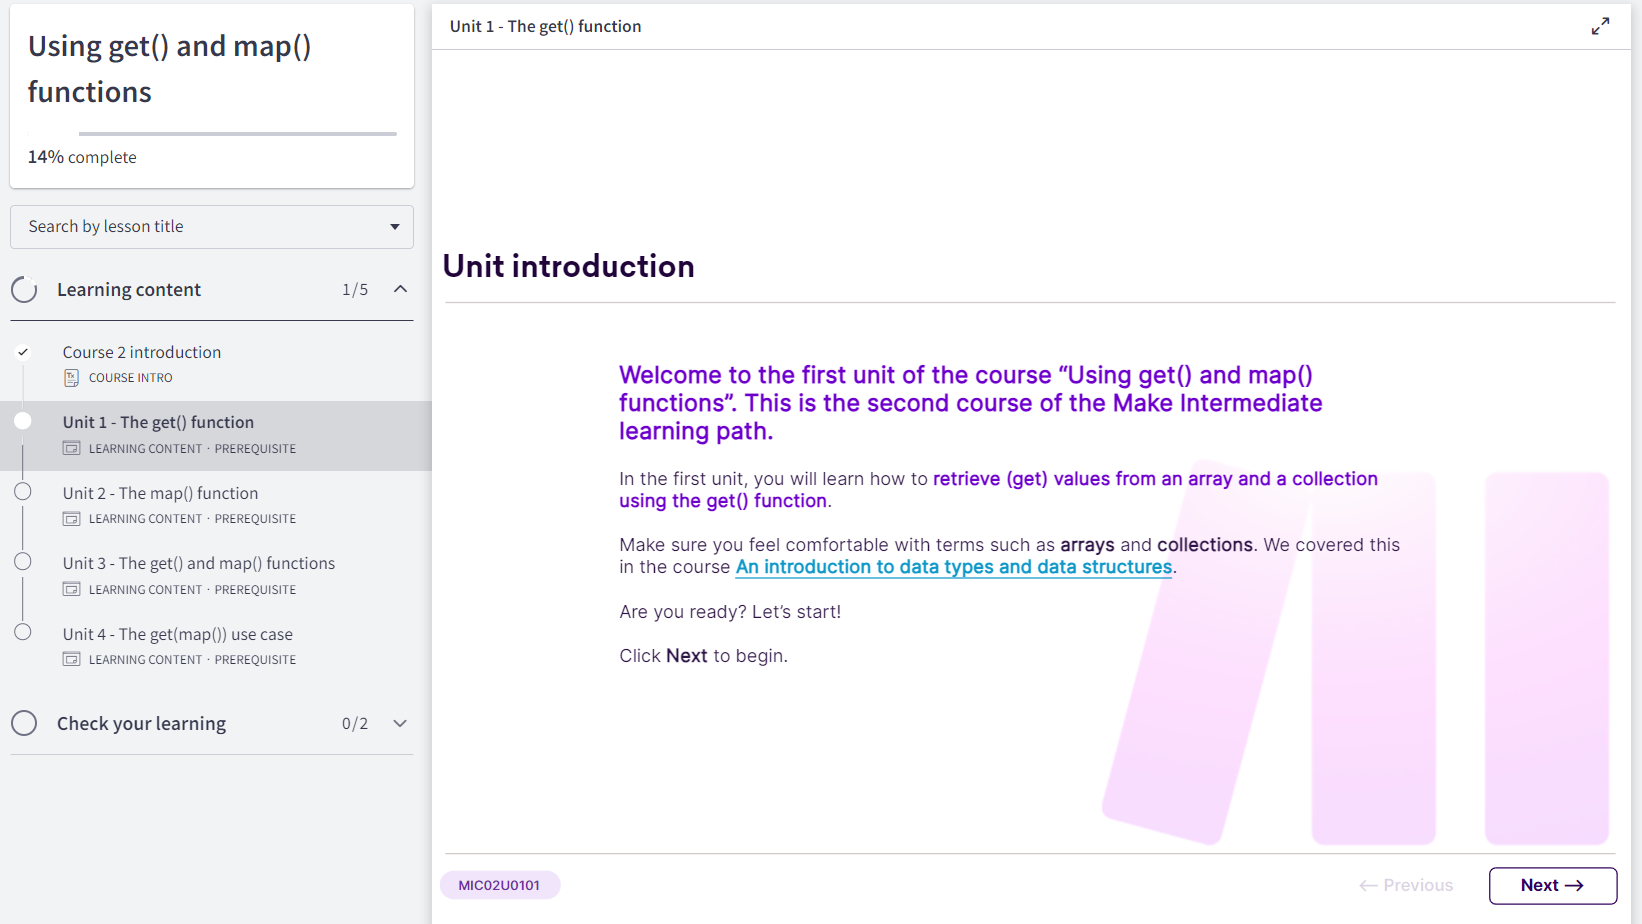 Using get() and map()
functions
14% complete
Search by lesson title
Learning content 1/5
Course 2 introduction
Tx
COURSE INTRO
Unit 1 - The get() function
LEARNING CONTENT · PREREQUISITE
Unit 2 - The map() function
LEARNING CONTENT · PREREQUISITE
Unit 3 - The get() and map() functions
LEARNING CONTENT · PREREQUISITE
Unit 4 - The get(map()) use case
LEARNING CONTENT · PREREQUISITE
Check your learning 0/2
Unit 1 - The get() function
Unit introduction
Welcome to the first unit of the course “Using get() and map()
functions”. This is the second course of the Make Intermediate
learning path.
In the first unit, you will learn how to retrieve (get) values from an array and a collection
using the get() function.
Make sure you feel comfortable with terms such as arrays and collections. We covered this
in the course An introduction to data types and data structures.
Are you ready? Let’s start!
Click Next to begin.
MIC02U0101
← Previous
Next →